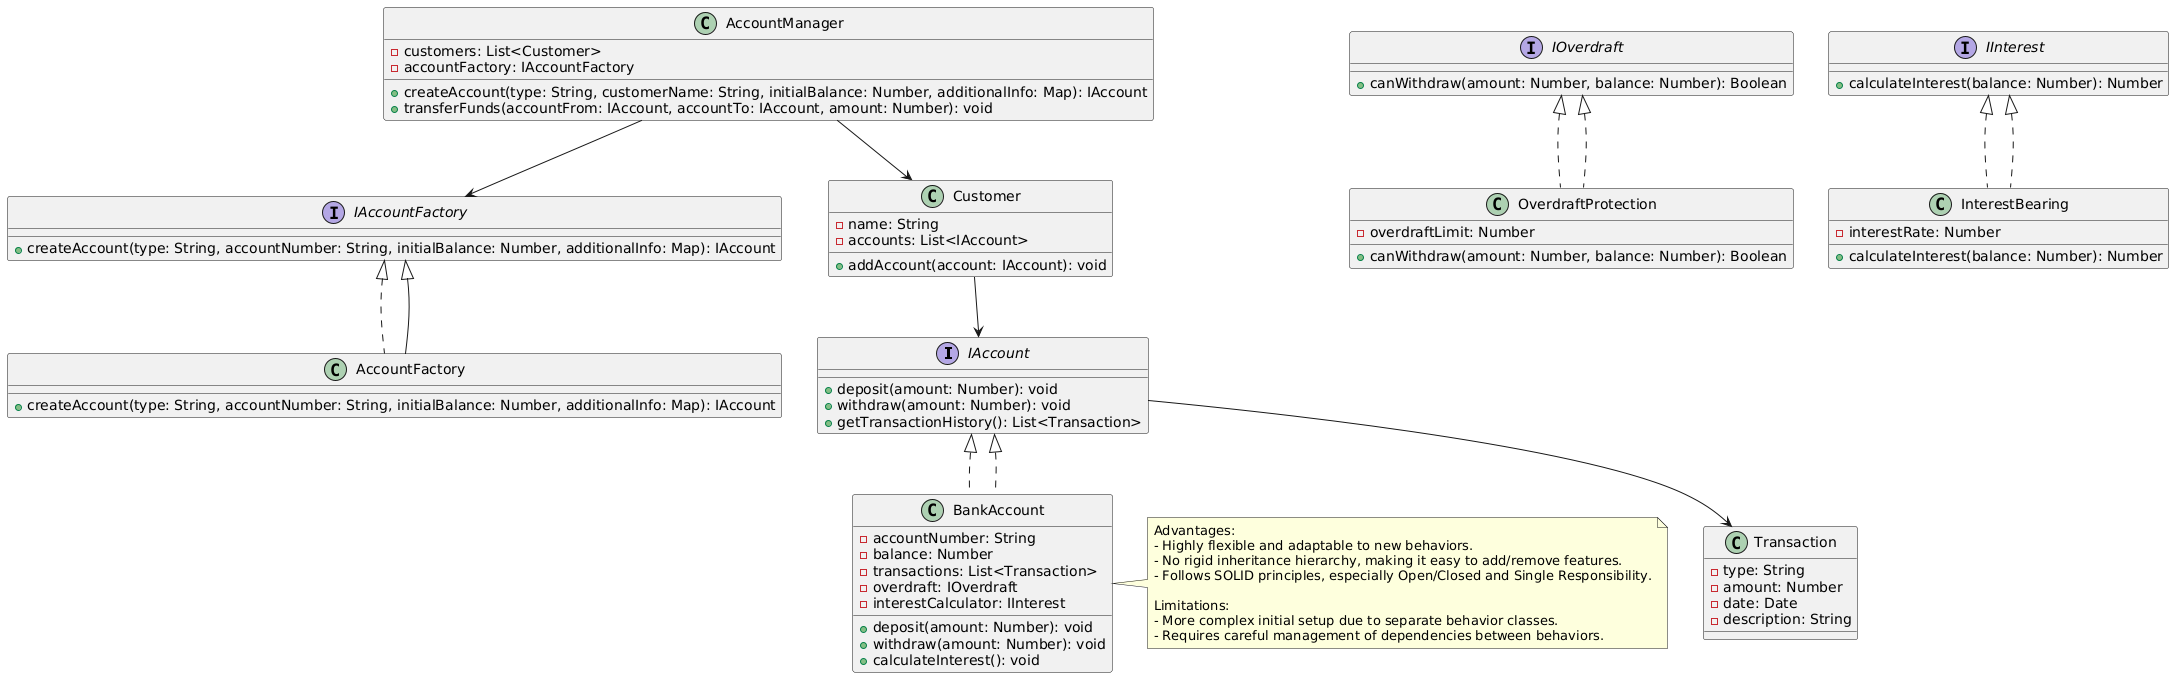 C AccountManager
customers: List<Customer>
accountFactory: IAccountFactory
createAccount(type: String, customerName: String, initialBalance: Number, additionalInfo: Map): IAccount
transferFunds(accountFrom: IAccount, accountTo: IAccount, amount: Number): void
I IOverdraft
canWithdraw(amount: Number, balance: Number): Boolean
I IInterest
calculateInterest(balance: Number): Number
I IAccountFactory
createAccount(type: String, accountNumber: String, initialBalance: Number, additionalInfo: Map): IAccount
C Customer
name: String
accounts: List<IAccount>
addAccount(account: IAccount): void
C OverdraftProtection
overdraftLimit: Number
canWithdraw(amount: Number, balance: Number): Boolean
C InterestBearing
interestRate: Number
calculateInterest(balance: Number): Number
C AccountFactory
createAccount(type: String, accountNumber: String, initialBalance: Number, additionalInfo: Map): IAccount
I IAccount
deposit(amount: Number): void
withdraw(amount: Number): void
getTransactionHistory(): List<Transaction>
C BankAccount
accountNumber: String
balance: Number
transactions: List<Transaction>
overdraft: IOverdraft
interestCalculator: IInterest
deposit(amount: Number): void
withdraw(amount: Number): void
calculateInterest(): void
Advantages:
- Highly flexible and adaptable to new behaviors.
- No rigid inheritance hierarchy, making it easy to add/remove features.
- Follows SOLID principles, especially Open/Closed and Single Responsibility.
Limitations:
- More complex initial setup due to separate behavior classes.
- Requires careful management of dependencies between behaviors.
C Transaction
type: String
amount: Number
date: Date
description: String